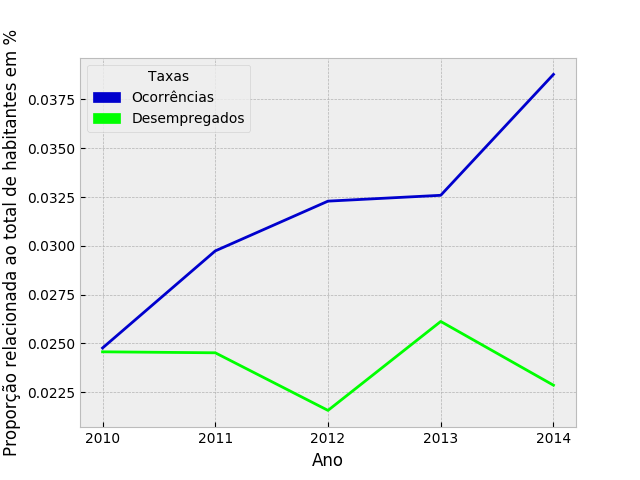 Proporção relacionada ao total de habitantes em %
Taxas
Ocorrências
Desempregados
0.0375
0.0350
0.0325
0.0300
0.0275
0.0250
0.0225
2010 2011 2012 2013 2014
Ano